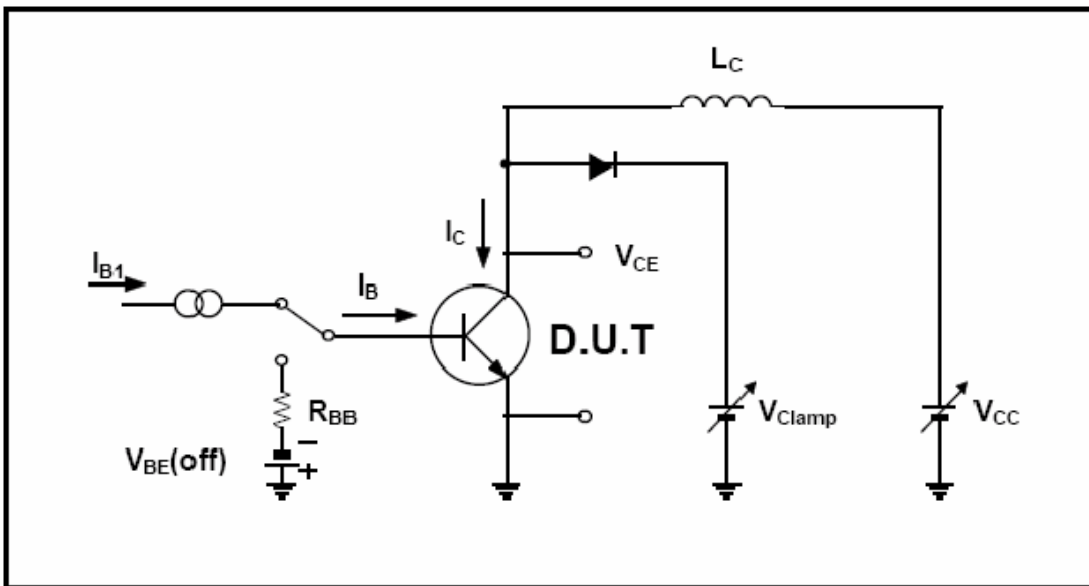 LC
IC
VCE
IB1
IB
D.U.T
RBB
VClamp
VCC
−
VBE(off)
+